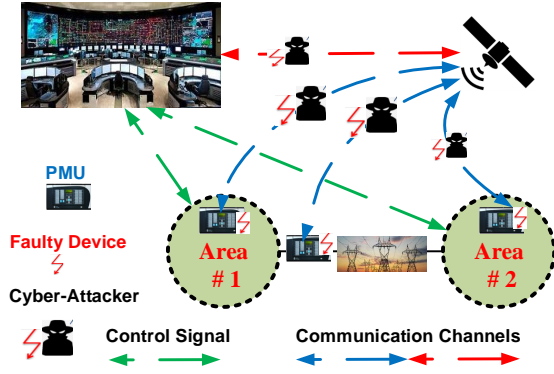 PMU
Faulty Device
Cyber-Attacker
Area
# 1
Area
# 2
Control Signal
Communication Channels